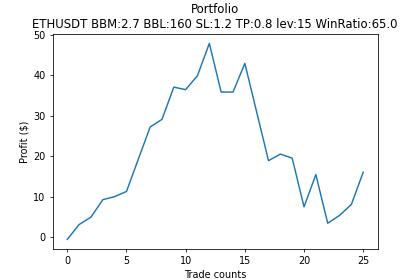 Portfolio
ETHUSDT BBM:2.7 BBL:160 SL:1.2 TP:0.8 lev:15 WinRatio:65.0
Profit ($)
50
40
30
20
10
0
0 5 10 15 20 25
Trade counts